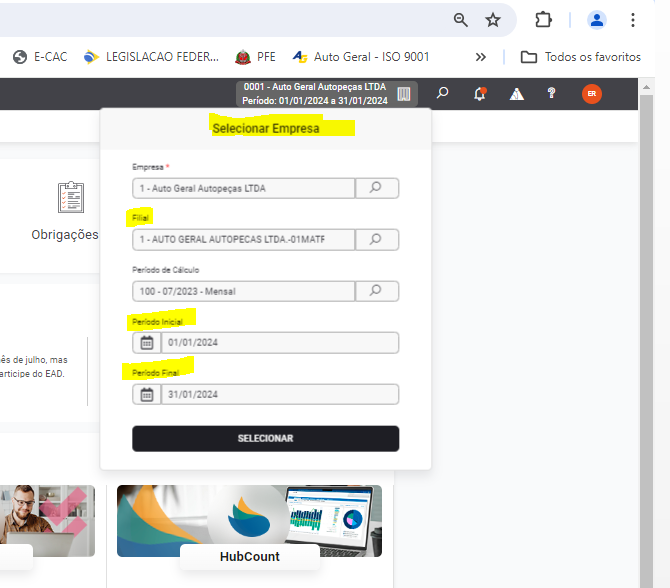 E-CAC
LEGISLACAO FEDER...
PFE
Auto Geral - ISO 9001
»
Todos os favoritos
0001 - Auto Geral Autopeças LTDA
Período: 01/01/2024 a 31/01/2024
ER
Selecionar Empresa
Empresa *
1 - Auto Geral Autopeças LTDA
Filial
1 - AUTO GERAL AUTOPECAS LTDA.-01MATF
Período de Cálculo
100 - 07/2023 - Mensal
Período Inicial
01/01/2024
Período Final
31/01/2024
SELECIONAR
Obrigações
ês de julho, mas
articipe do EAD.
HubCount